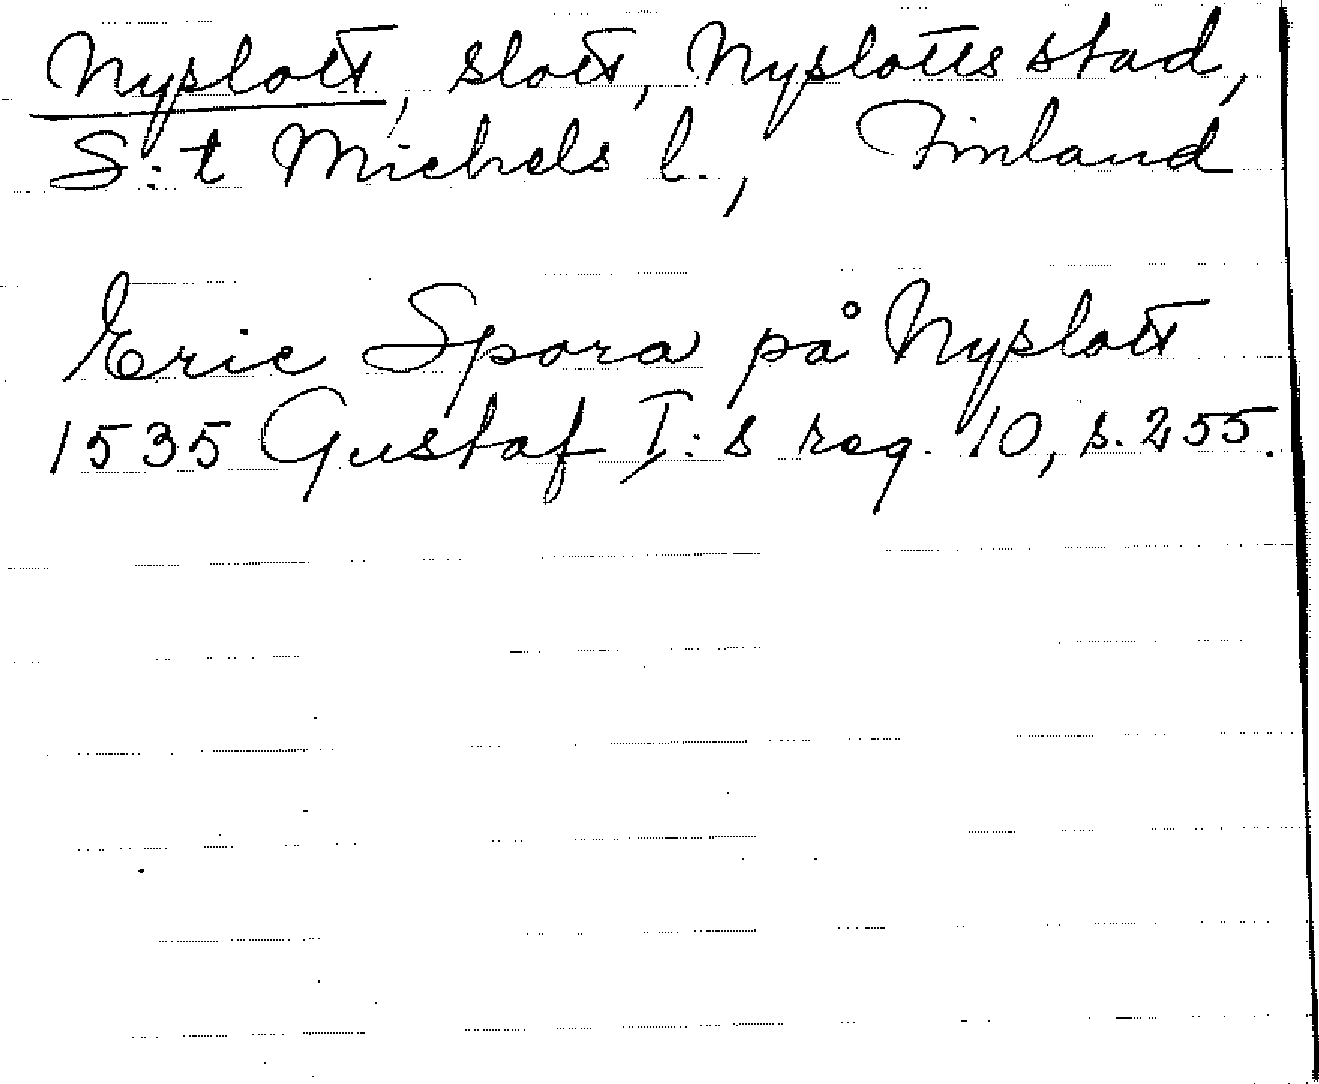 Nyslott, slott, Nyslotts stad,
S:t Michels l., Finland
Eric Spora på Nyslott
1535 Gustaf I:s reg. 10, s. 255.